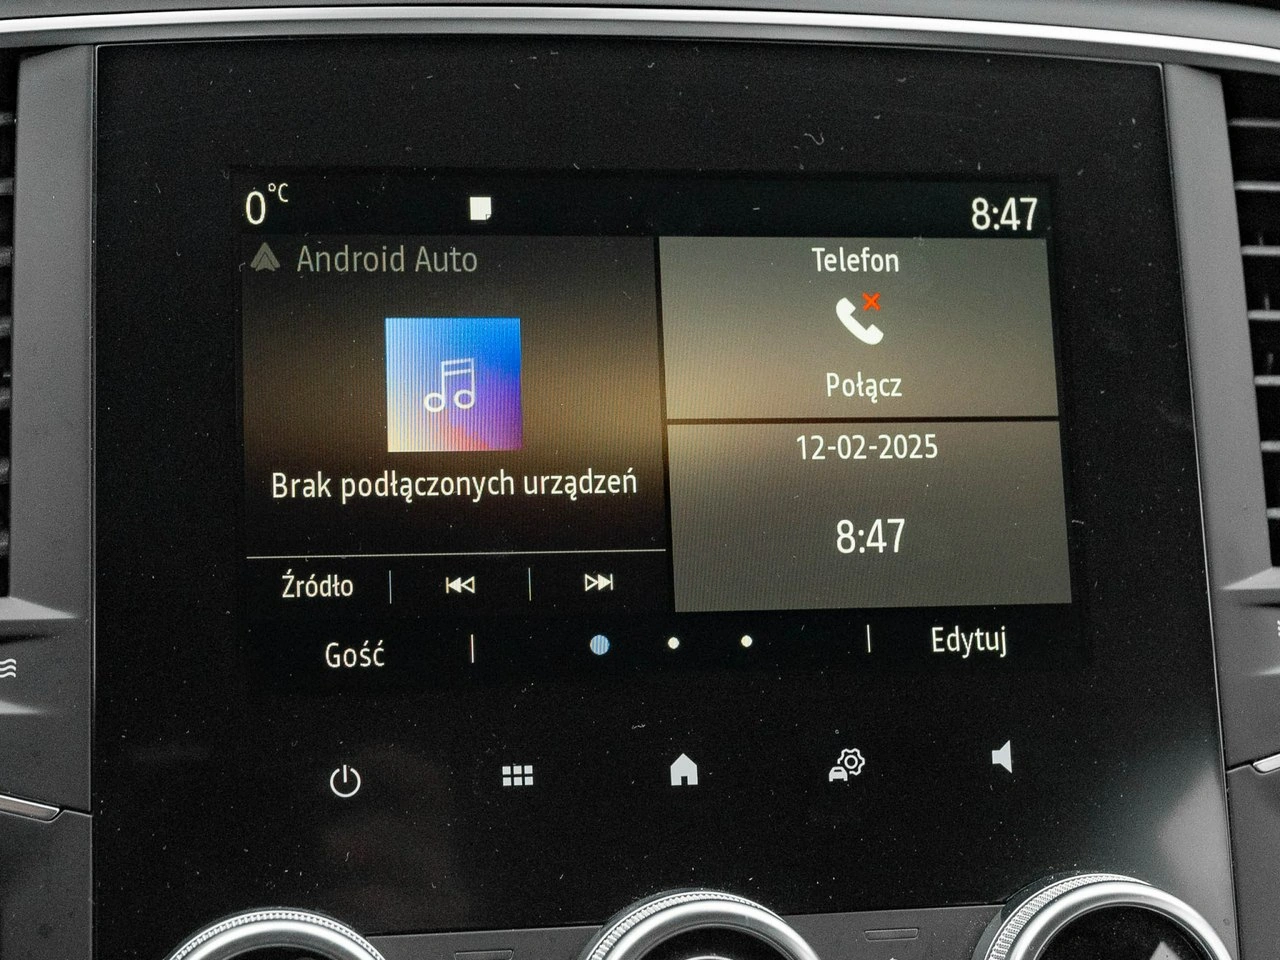 0°C
8:47
Android Auto
Brak podłączonych urządzeń
Źródło
Telefon
Połącz
12-02-2025
8:47
Gość
Edytuj